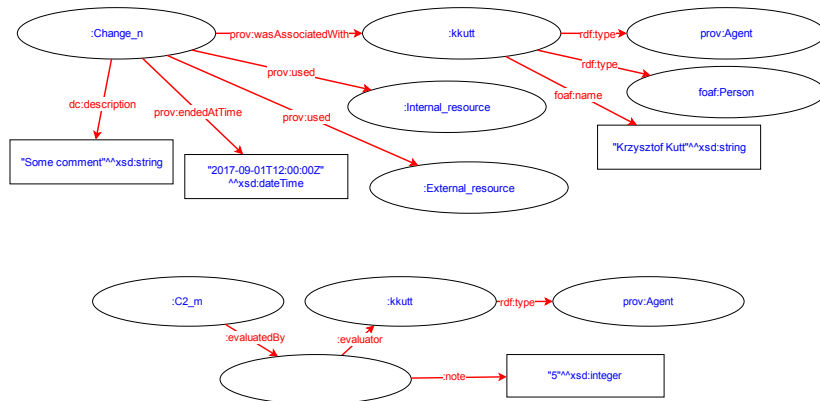 :Change_n
prov:wasAssociatedWith
:kkutt
rdf:type
prov:Agent
rdf:type
prov:used
foaf:Person
dc:description
prov:endedAtTime
:Internal_resource
foaf:name
prov:used
"Some comment"^^xsd:string
"Krzysztof Kutt"^^xsd:string
"2017-09-01T12:00:00Z"
^^xsd:dateTime
:External_resource
:C2_m
:kkutt
rdf:type
prov:Agent
:evaluatedBy
:evaluator
:note
"5"^^xsd:integer